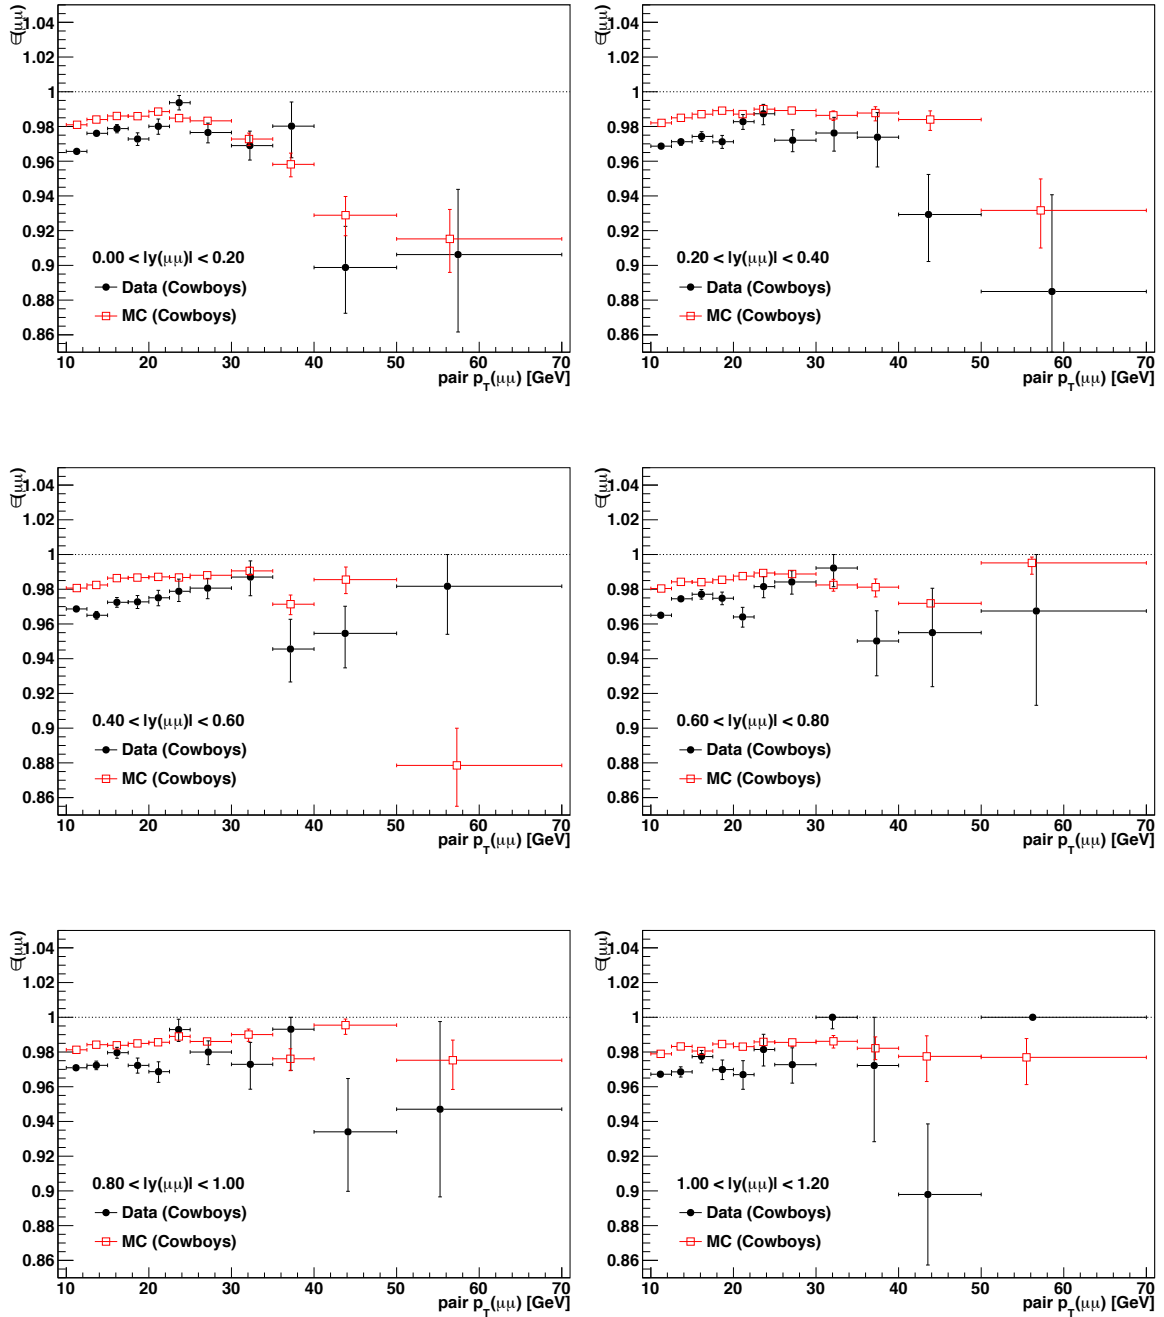 ∈(μμ)
1.04
1.02
1
0.98
0.96
0.94
0.92
0.9
0.88
0.86
0.00 < |y(μμ)| < 0.20
Data (Cowboys)
MC (Cowboys)
10 20 30 40 50 60 70
pair p_T(μμ) [GeV]
∈(μμ)
1.04
1.02
1
0.98
0.96
0.94
0.92
0.9
0.88
0.86
0.20 < |y(μμ)| < 0.40
Data (Cowboys)
MC (Cowboys)
10 20 30 40 50 60 70
pair p_T(μμ) [GeV]
∈(μμ)
1.04
1.02
1
0.98
0.96
0.94
0.92
0.9
0.88
0.86
0.40 < |y(μμ)| < 0.60
Data (Cowboys)
MC (Cowboys)
10 20 30 40 50 60 70
pair p_T(μμ) [GeV]
∈(μμ)
1.04
1.02
1
0.98
0.96
0.94
0.92
0.9
0.88
0.86
0.60 < |y(μμ)| < 0.80
Data (Cowboys)
MC (Cowboys)
10 20 30 40 50 60 70
pair p_T(μμ) [GeV]
∈(μμ)
1.04
1.02
1
0.98
0.96
0.94
0.92
0.9
0.88
0.86
0.80 < |y(μμ)| < 1.00
Data (Cowboys)
MC (Cowboys)
10 20 30 40 50 60 70
pair p_T(μμ) [GeV]
∈(μμ)
1.04
1.02
1
0.98
0.96
0.94
0.92
0.9
0.88
0.86
1.00 < |y(μμ)| < 1.20
Data (Cowboys)
MC (Cowboys)
10 20 30 40 50 60 70
pair p_T(μμ) [GeV]